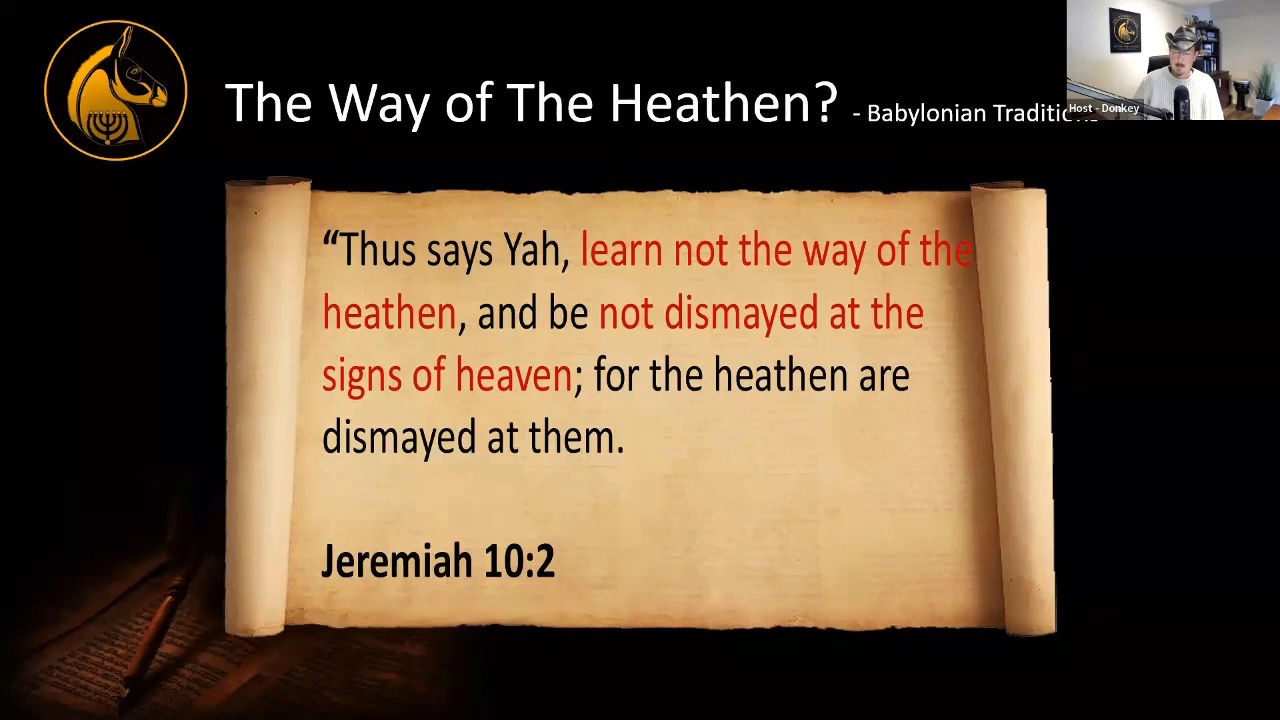 The Way of The Heathen? - Babylonian
Host - Donkey
“Thus says Yah, learn not the way of the
heathen, and be not dismayed at the
signs of heaven; for the heathen are
dismayed at them.
Jeremiah 10:2